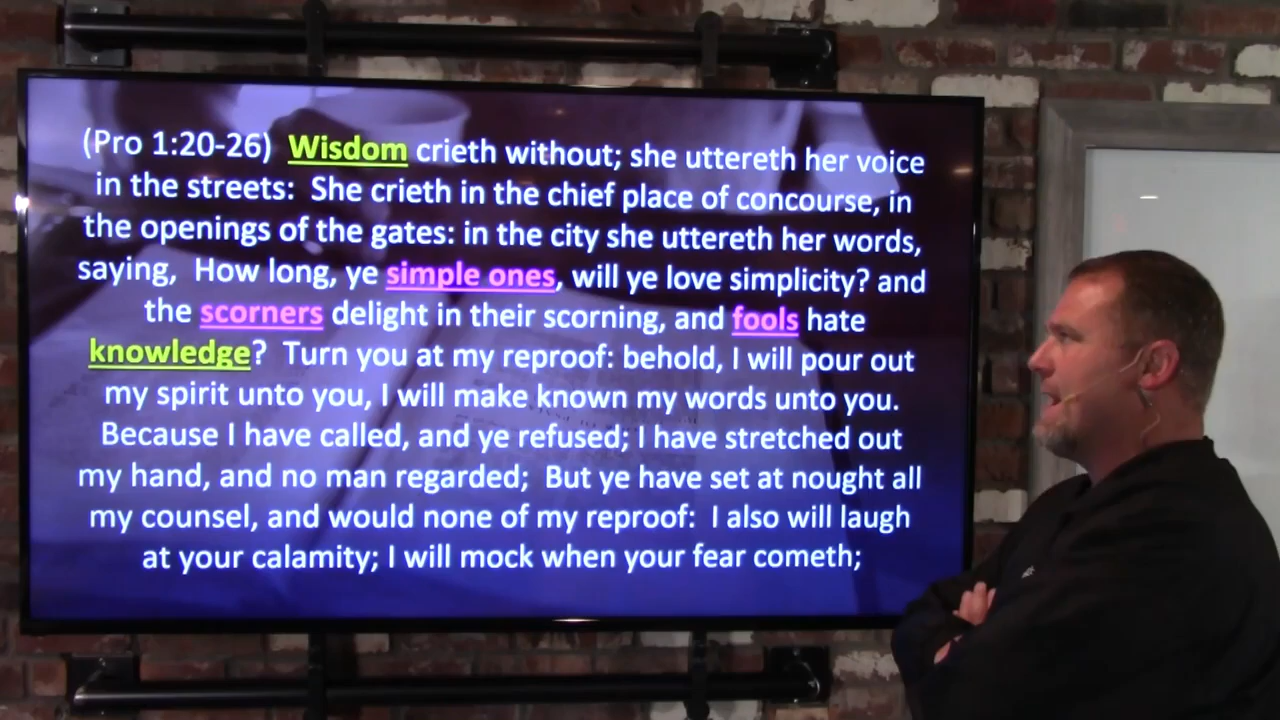 (Pro 1:20-26)  Wisdom crieth without; she uttereth her voice
in the streets:  She crieth in the chief place of concourse, in
the openings of the gates: in the city she uttereth her words,
saying,  How long, ye simple ones, will ye love simplicity? and
the scorners delight in their scorning, and fools hate
knowledge?  Turn you at my reproof: behold, I will pour out
my spirit unto you, I will make known my words unto you.
Because I have called, and ye refused; I have stretched out
my hand, and no man regarded;  But ye have set at nought all
my counsel, and would none of my reproof:  I also will laugh
at your calamity; I will mock when your fear cometh;